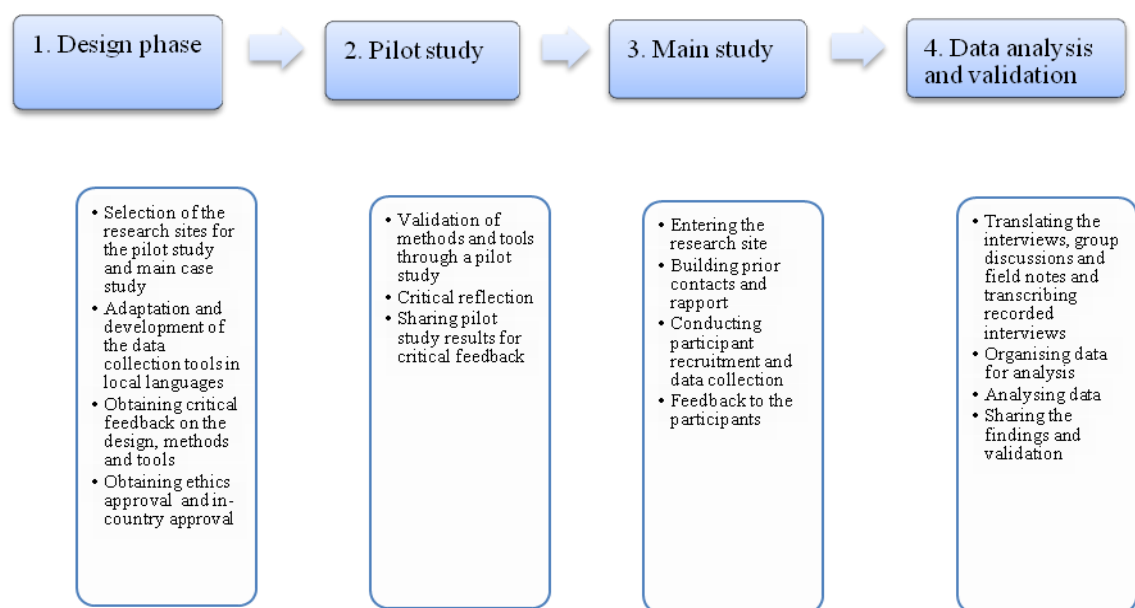 1. Design phase
2. Pilot study
3. Main study
4. Data analysis
and validation
• Selection of the
research sites for
the pilot study
and main case
study
• Adaptation and
development of
the data
collection tools in
local languages
• Obtaining critical
feedback on the
design, methods
and tools
• Obtaining ethics
approval and in-
country approval
• Validation of
methods and tools
through a pilot
study
• Critical reflection
• Sharing pilot
study results for
critical feedback
• Entering the
research site
• Building prior
contacts and
rapport
• Conducting
participant
recruitment and
data collection
• Feedback to the
participants
• Translating the
interviews, group
discussions and
field notes and
transcribing
recorded
interviews
• Organising data
for analysis
• Analysing data
• Sharing the
findings and
validation